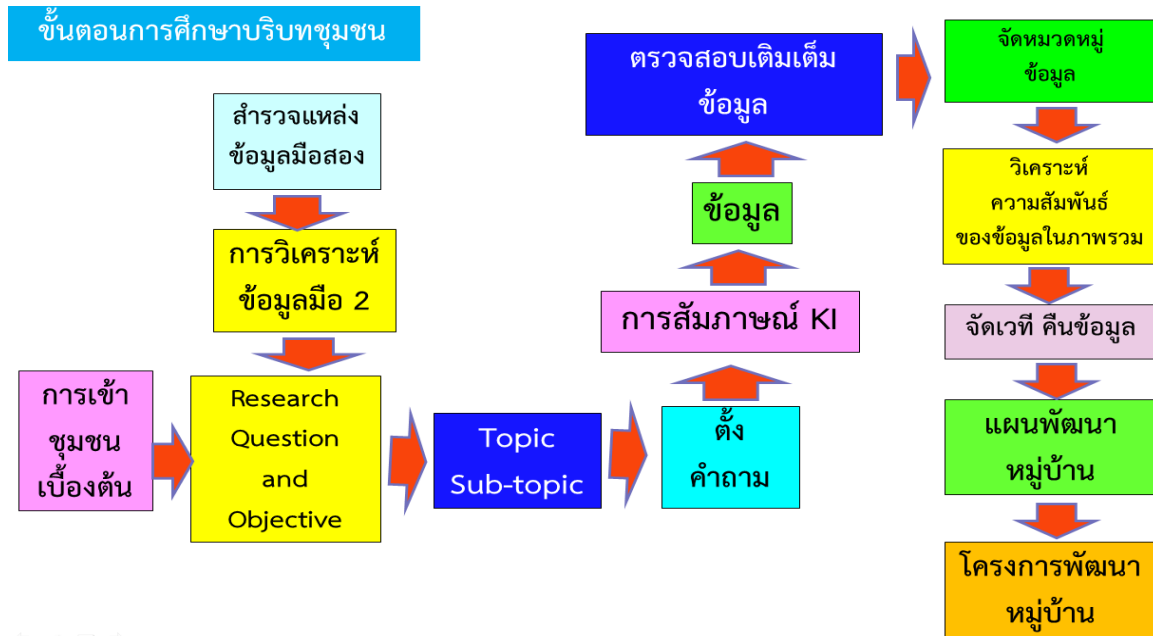 ขั้นตอนการศึกษาบริบทชุมชน
สำรวจแหล่ง
ข้อมูลมือสอง
การวิเคราะห์
ข้อมูลมือ 2
การเข้า
ชุมชน
เบื้องต้น
Research
Question
and
Objective
Topic
Sub-topic
ตั้ง
คำถาม
การสัมภาษณ์ KI
ข้อมูล
ตรวจสอบเติมเต็ม
ข้อมูล
จัดหมวดหมู่
ข้อมูล
วิเคราะห์
ความสัมพันธ์
ของข้อมูลในภาพรวม
จัดเวที คืนข้อมูล
แผนพัฒนา
หมู่บ้าน
โครงการพัฒนา
หมู่บ้าน